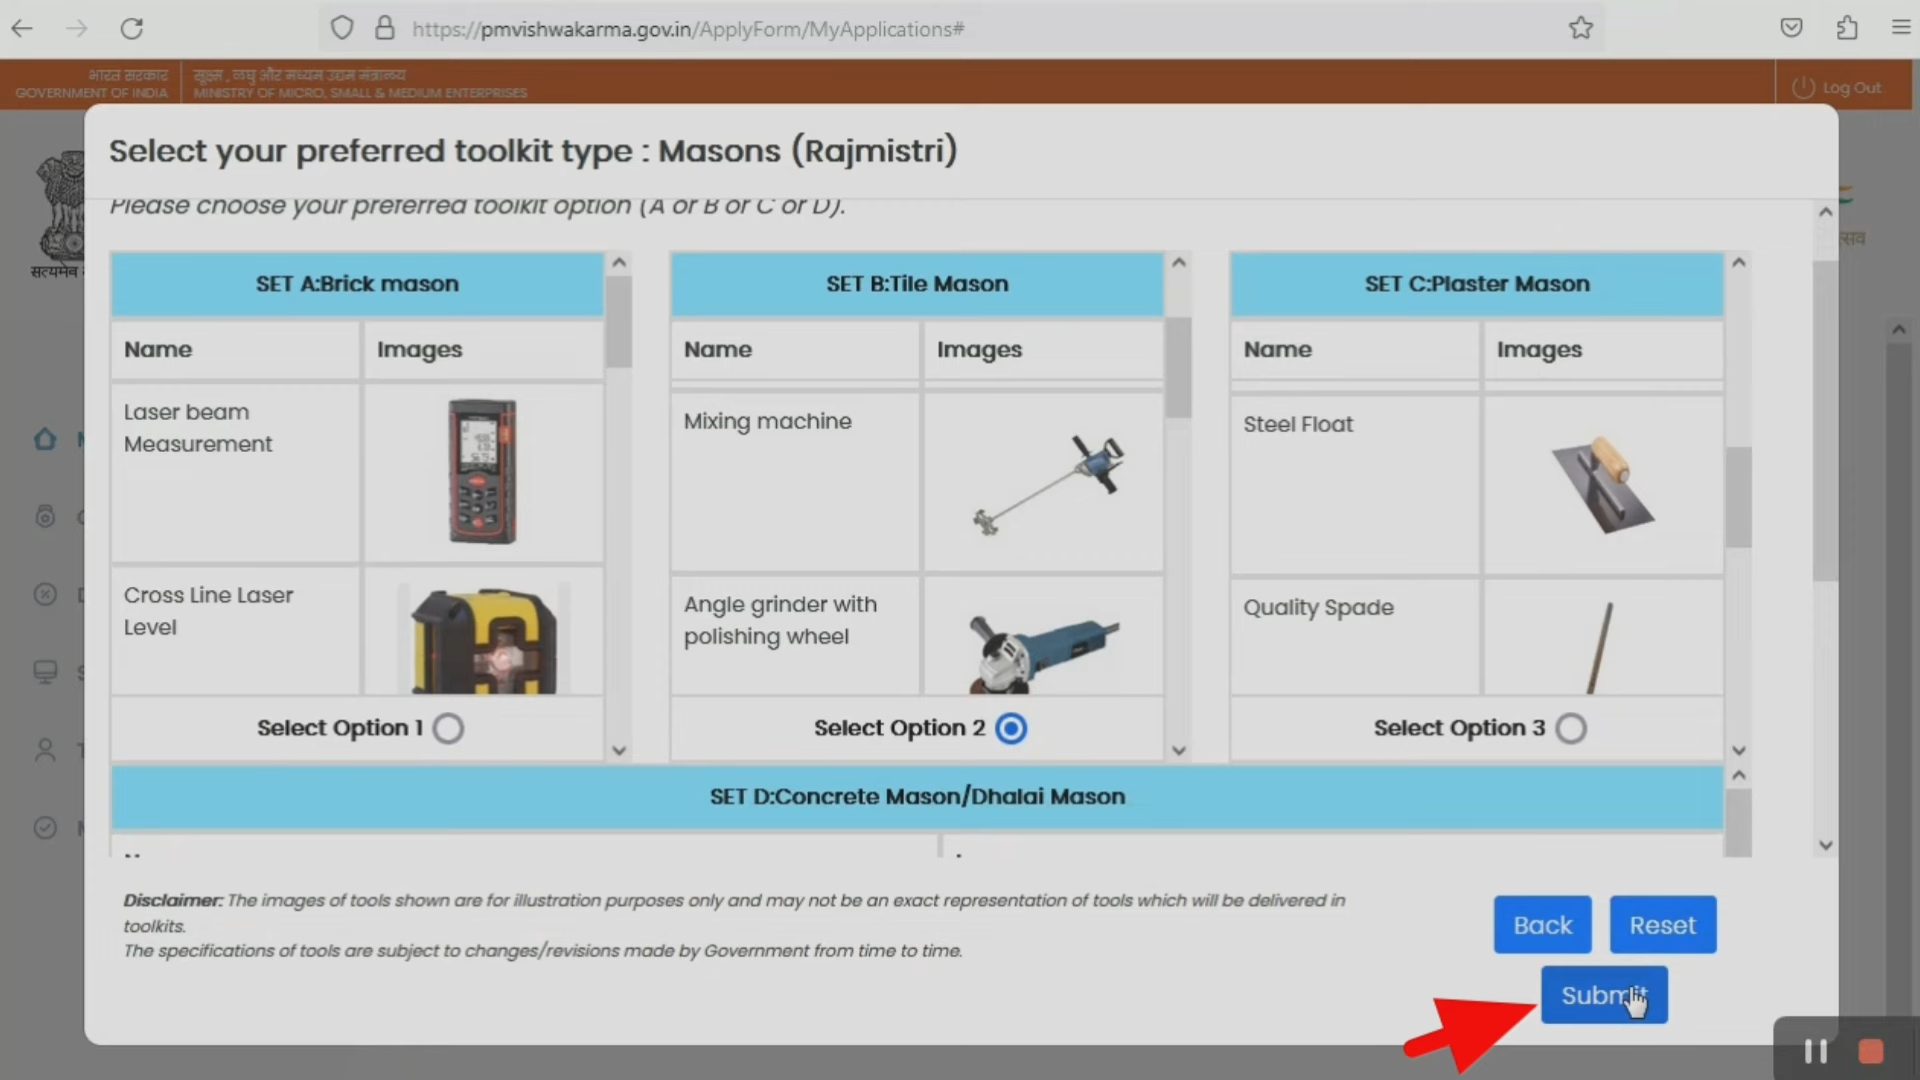 https://pmvishwakarma.gov.in/ApplyForm/MyApplications#
भारत सरकार
GOVERNMENT OF INDIA
सूक्ष्म , लघु और मध्यम उद्यम मंत्रालय
MINISTRY OF MICRO, SMALL & MEDIUM ENTERPRISES
Log Out
सत्यमेव
Select your preferred toolkit type : Masons (Rajmistri)
Please choose your preferred toolkit option (A or B or C or D).
SET A:Brick mason
Name Images
Laser beam
Measurement
Cross Line Laser
Level
Select Option 1
SET B:Tile Mason
Name Images
Mixing machine
Angle grinder with
polishing wheel
Select Option 2
SET C:Plaster Mason
Name Images
Steel Float
Quality Spade
Select Option 3
SET D:Concrete Mason/Dhalai Mason
Disclaimer: The images of tools shown are for illustration purposes only and may not be an exact representation of tools which will be delivered in
toolkits.
The specifications of tools are subject to changes/revisions made by Government from time to time.
Back
Reset
Submit